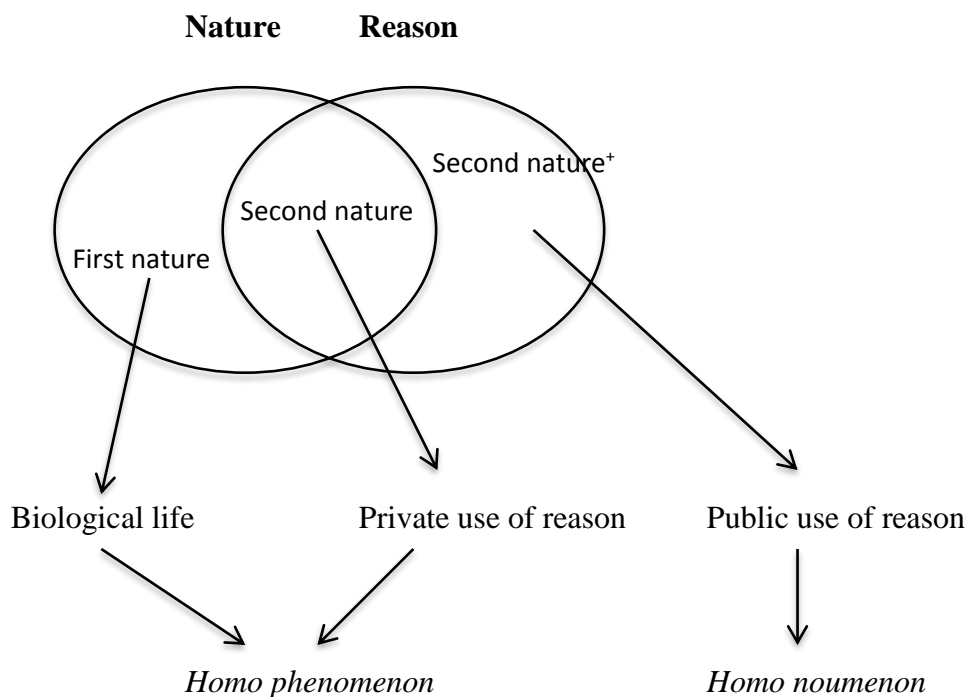 Nature Reason
Second nature⁺
Second nature
First nature
Biological life Private use of reason Public use of reason
Homo phenomenon Homo noumenon